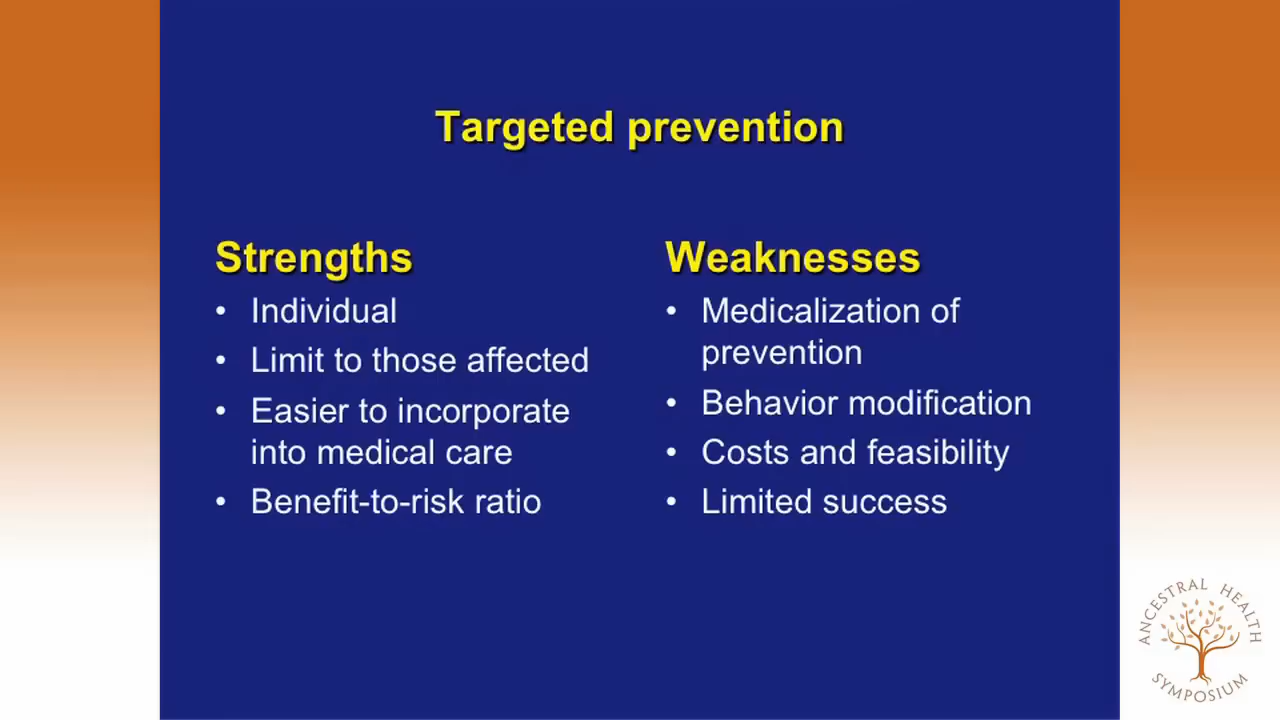 Targeted prevention
Strengths
• Individual
• Limit to those affected
• Easier to incorporate
into medical care
• Benefit-to-risk ratio
Weaknesses
• Medicalization of
prevention
• Behavior modification
• Costs and feasibility
• Limited success
ANCESTRAL HEALTH
SYMPOSIUM